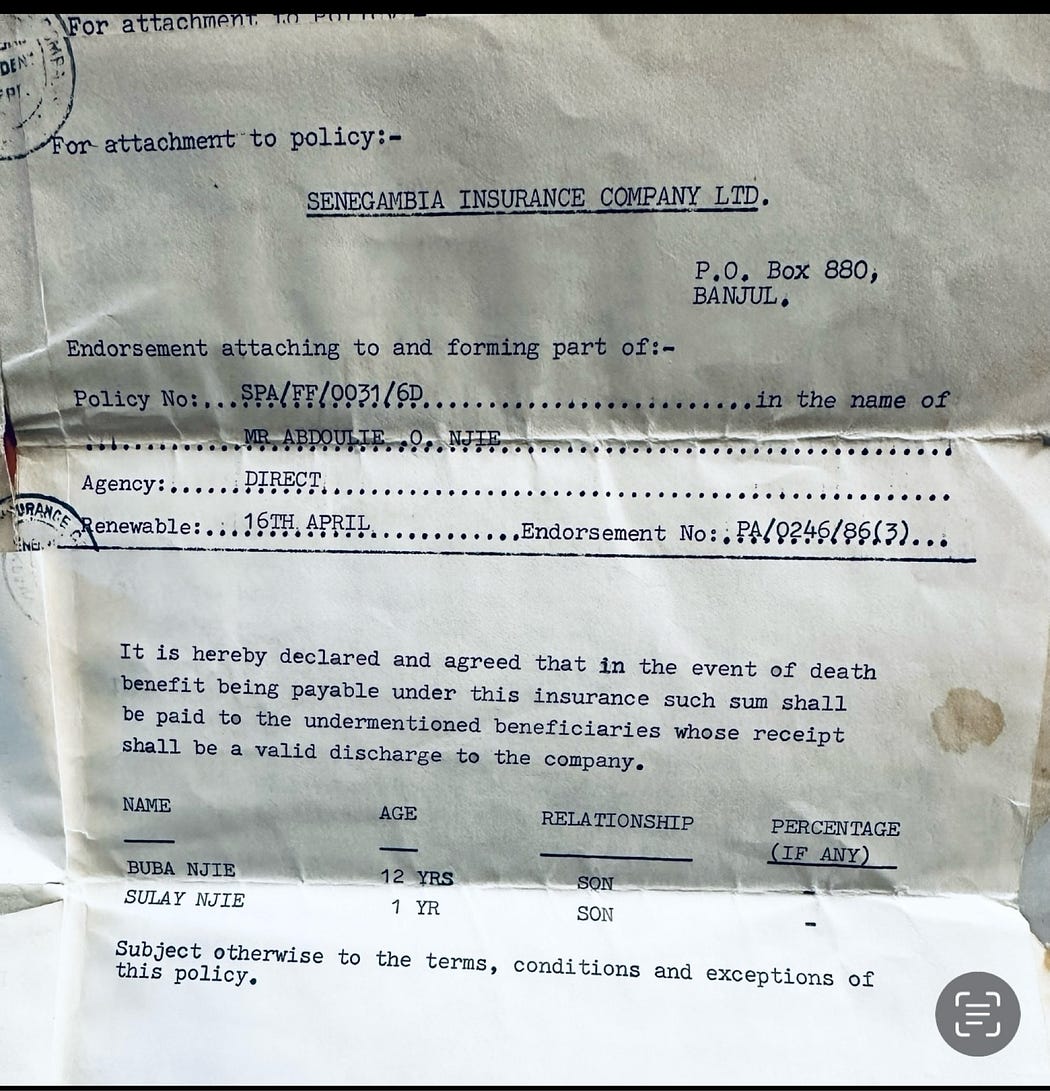 For attachment to
DEN
For attachment to policy:-
SENEGAMBIA INSURANCE COMPANY LTD.
P.O. Box 880,
BANJUL.
Endorsement attaching to and forming part of:-
Policy No:...SPA/FF/0031/6D..............................in the name of
............MR ABDOULIE .O. NJIE........................................
Agency:......DIRECT.....................................................
Renewable:...16TH APRIL.............Endorsement No:.PA/0246/86(3)...
URANCE
It is hereby declared and agreed that in the event of death
benefit being payable under this insurance such sum shall
be paid to the undermentioned beneficiaries whose receipt
shall be a valid discharge to the company.
NAME AGE RELATIONSHIP PERCENTAGE
(IF ANY)
BUBA NJIE 12 YRS SON -
SULAY NJIE 1 YR SON -
Subject otherwise to the terms, conditions and exceptions of
this policy.